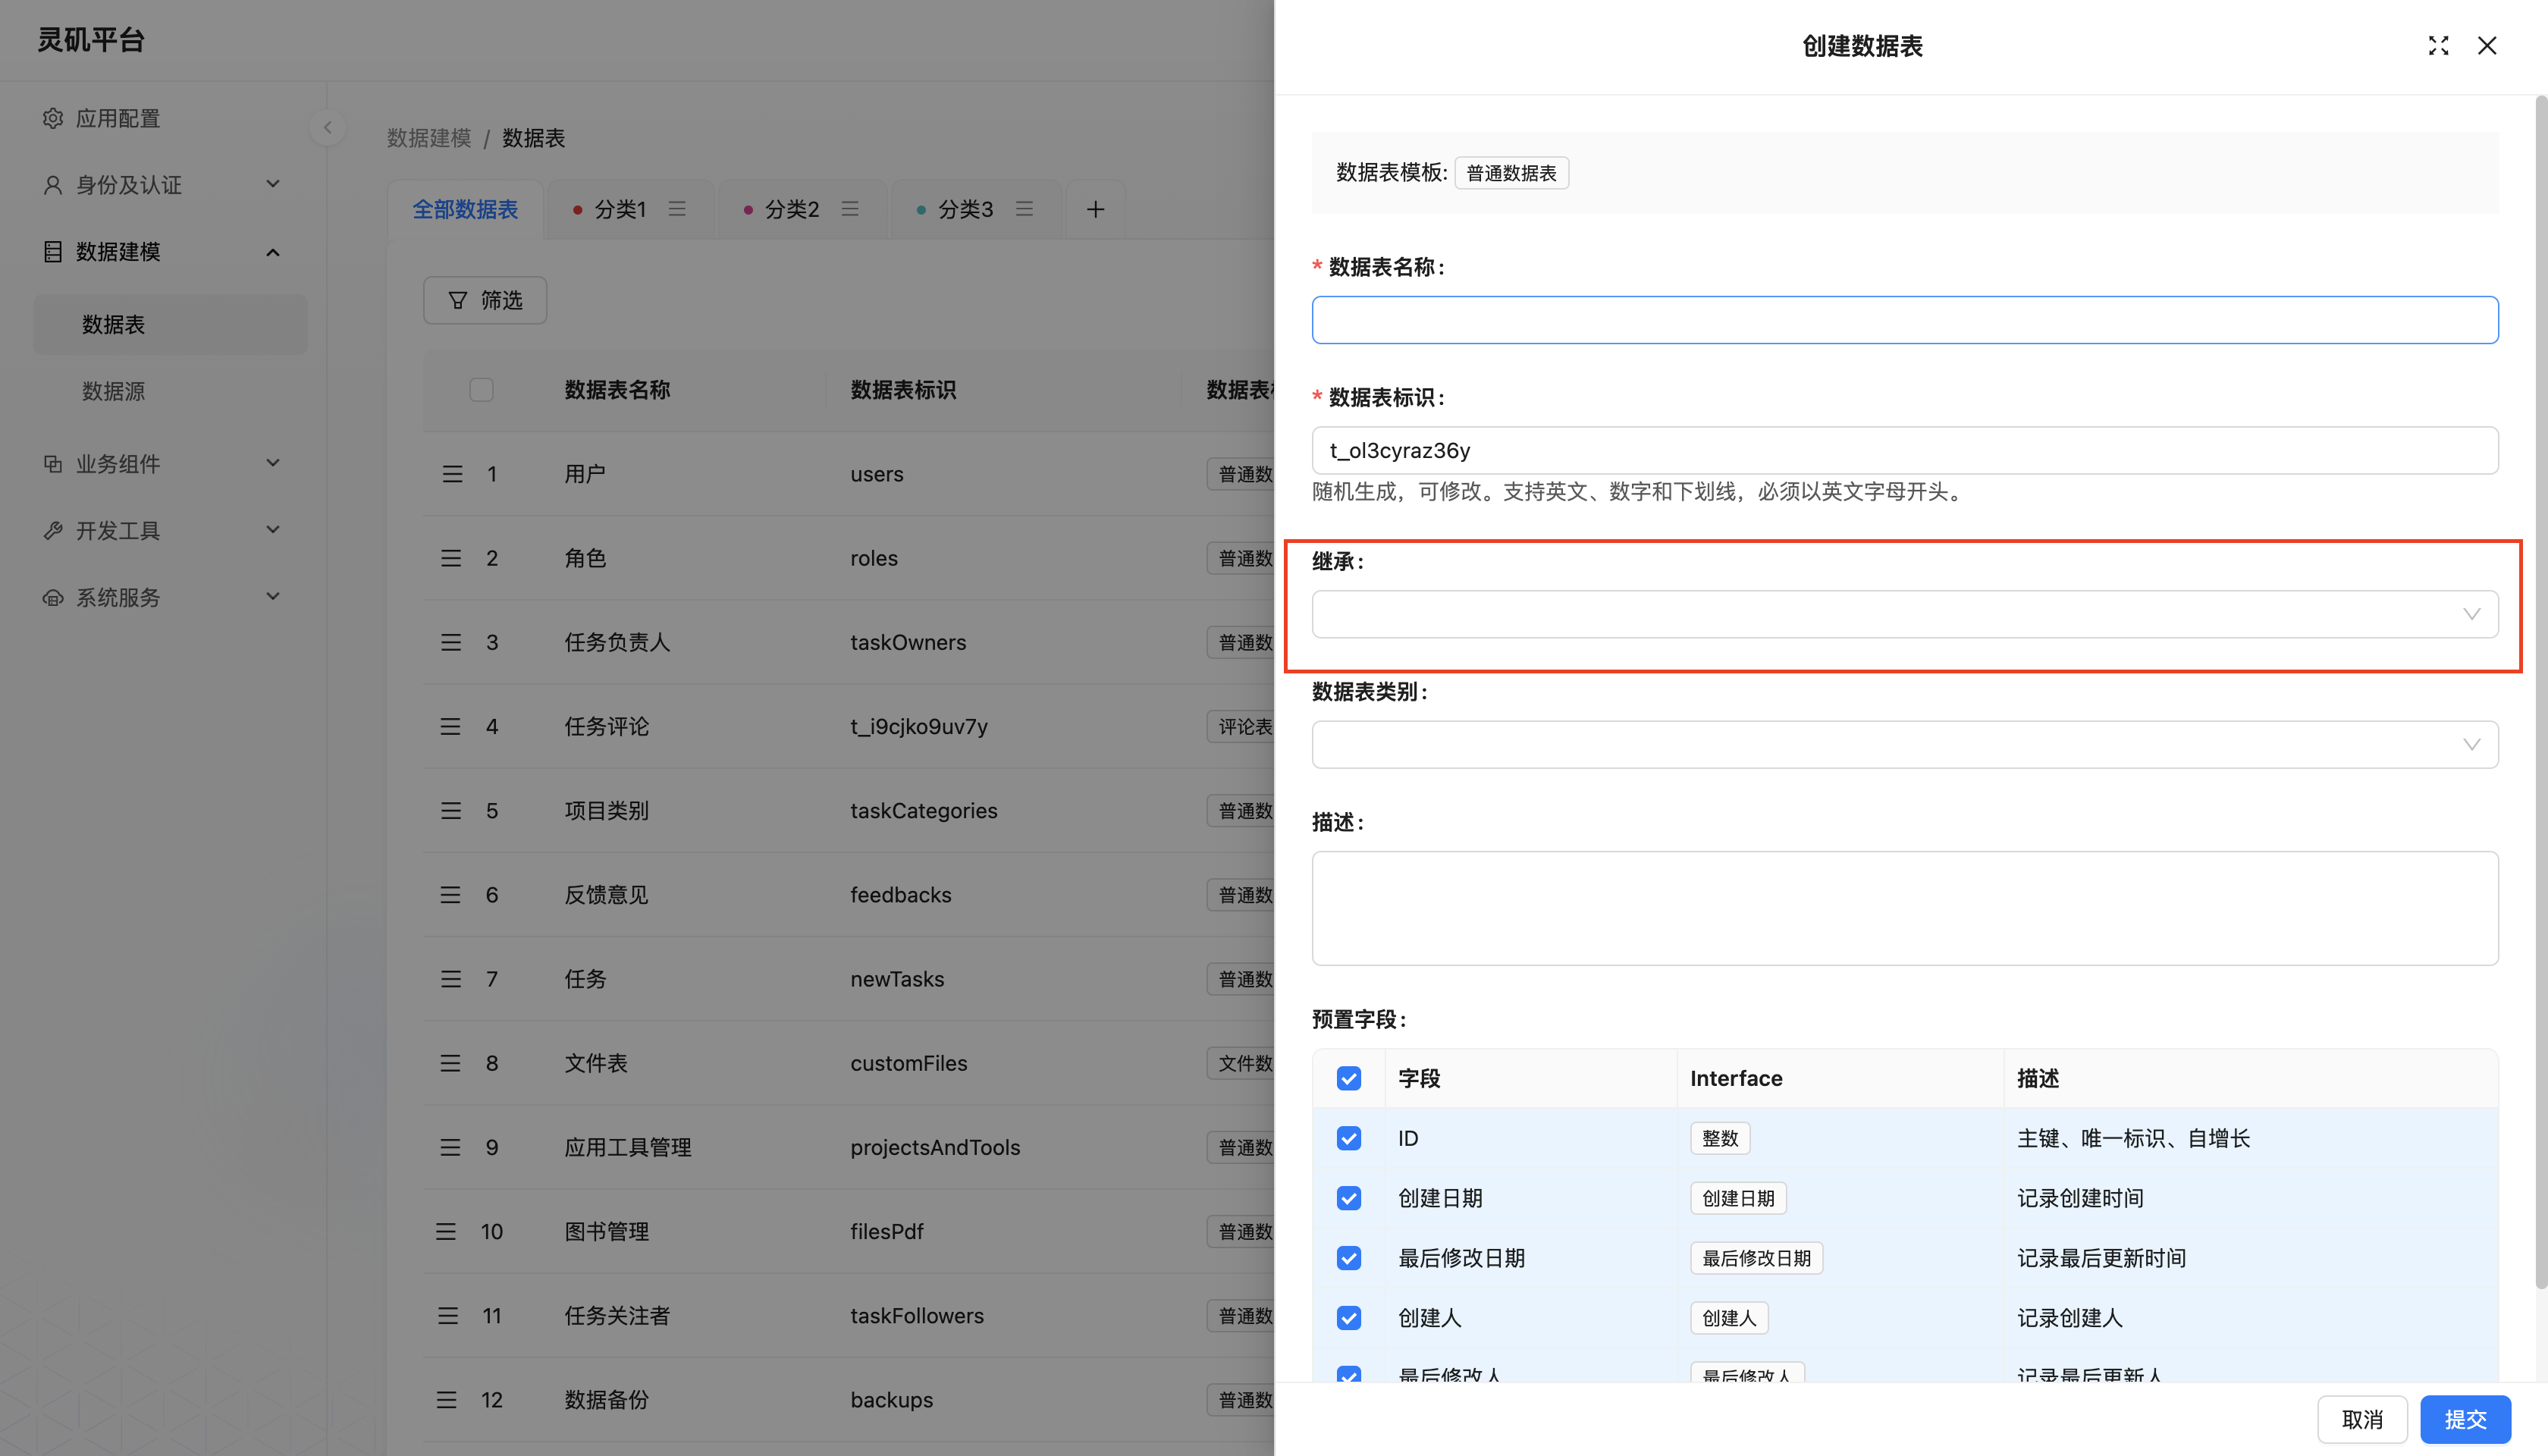 灵矶平台
应用配置
身份及认证
数据建模
数据表
数据源
业务组件
开发工具
系统服务
数据建模 / 数据表
全部数据表 分类1 分类2 分类3 +
筛选
数据表名称 数据表标识 数据表
1 用户 users 普通数
2 角色 roles 普通数
3 任务负责人 taskOwners 普通数
4 任务评论 t_i9cjko9uv7y 评论表
5 项目类别 taskCategories 普通数
6 反馈意见 feedbacks 普通数
7 任务 newTasks 普通数
8 文件表 customFiles 文件数
9 应用工具管理 projectsAndTools 普通数
10 图书管理 filesPdf 普通数
11 任务关注者 taskFollowers 普通数
12 数据备份 backups 普通数
创建数据表
数据表模板: 普通数据表
* 数据表名称:
* 数据表标识:
t_ol3cyraz36y
随机生成，可修改。支持英文、数字和下划线，必须以英文字母开头。
继承:
数据表类别:
描述:
预置字段:
字段 Interface 描述
ID 整数 主键、唯一标识、自增长
创建日期 创建日期 记录创建时间
最后修改日期 最后修改日期 记录最后更新时间
创建人 创建人 记录创建人
最后修改人 最后修改人 记录最后更新人
取消 提交